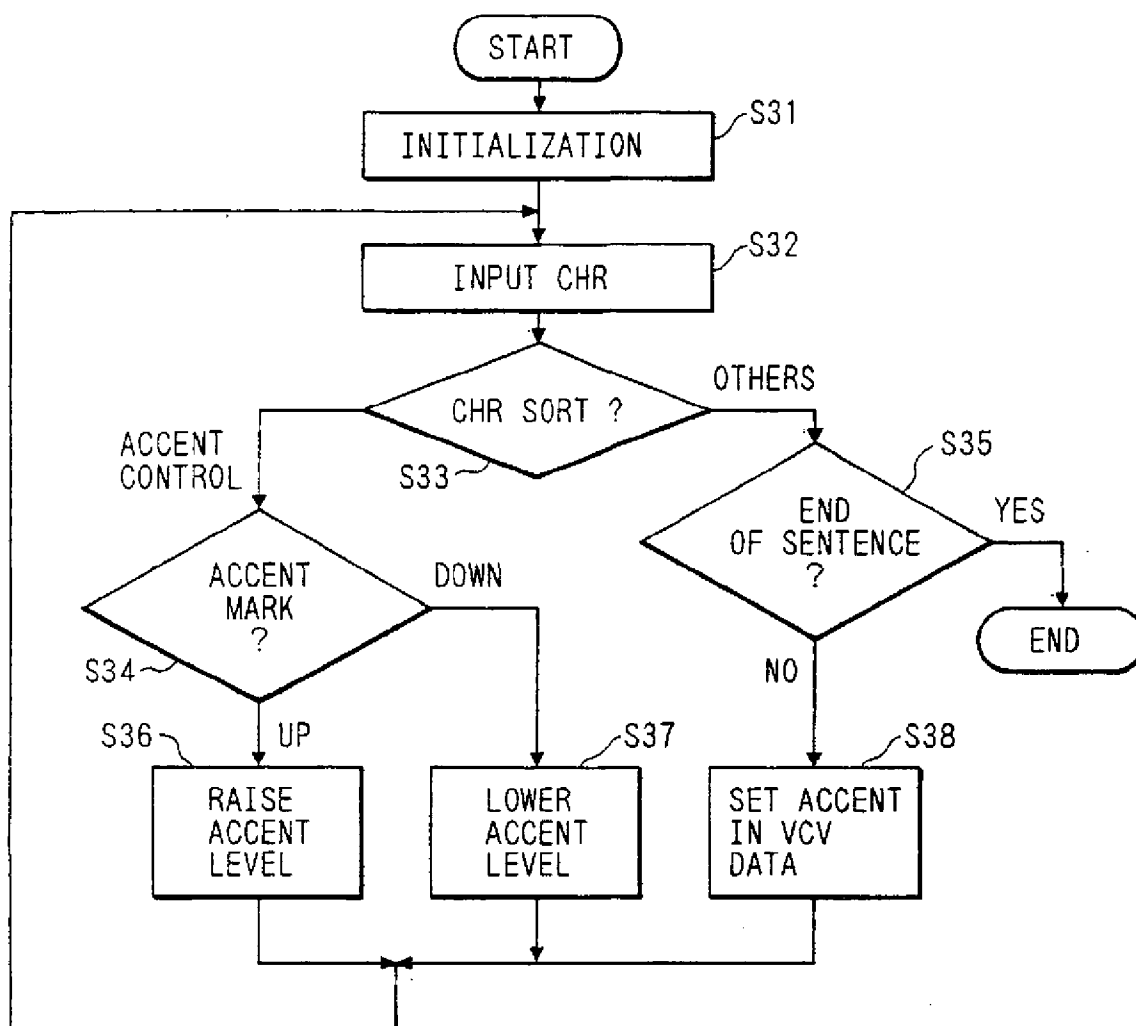 START
S31
INITIALIZATION
S32
INPUT CHR
OTHERS
CHR SORT ?
ACCENT
CONTROL
S33
S35
END
OF SENTENCE
?
YES
ACCENT
MARK
?
DOWN
END
S34
NO
S36
UP
S37
S38
RAISE
ACCENT
LEVEL
LOWER
ACCENT
LEVEL
SET ACCENT
IN VCV
DATA